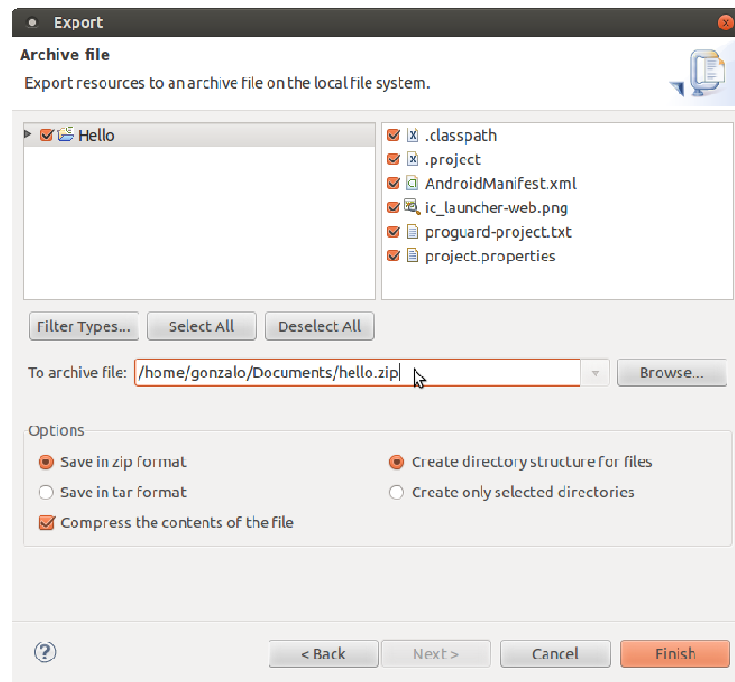 Export
Archive file
Export resources to an archive file on the local file system.
Hello
.classpath
.project
AndroidManifest.xml
ic_launcher-web.png
proguard-project.txt
project.properties
Filter Types...
Select All
Deselect All
To archive file:
/home/gonzalo/Documents/hello.zip
Browse...
Options
Save in zip format
Create directory structure for files
Save in tar format
Create only selected directories
Compress the contents of the file
?
< Back
Next >
Cancel
Finish